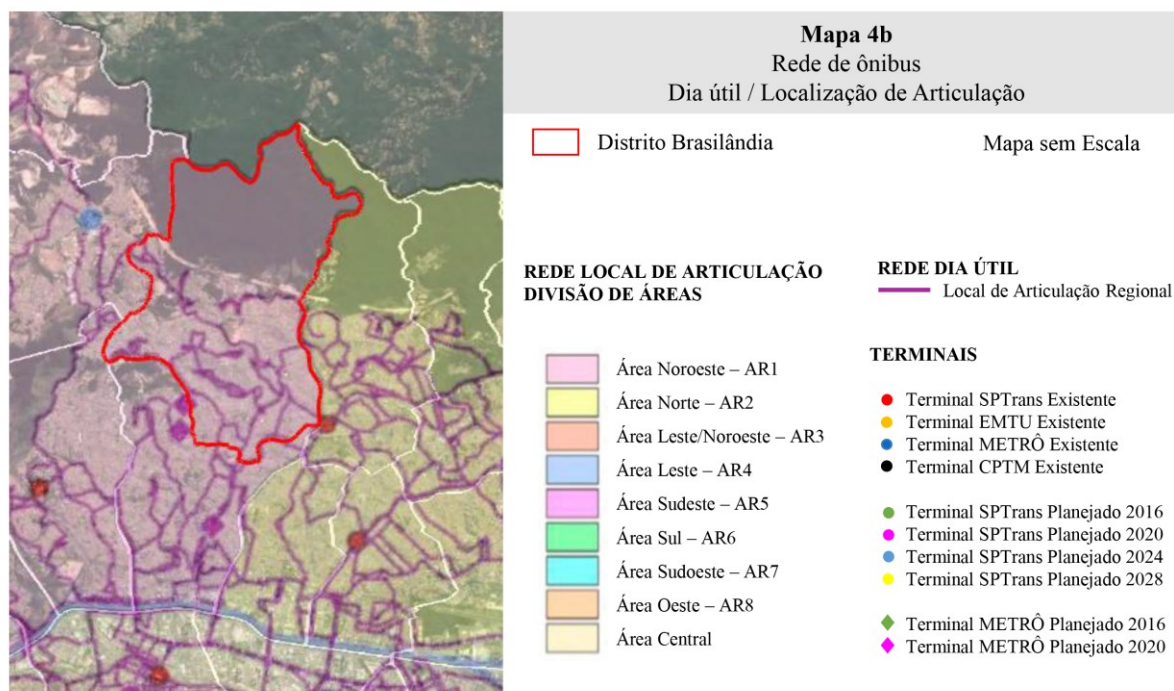 Mapa 4b
Rede de ônibus
Dia útil / Localização de Articulação
Distrito Brasilândia
Mapa sem Escala
REDE LOCAL DE ARTICULAÇÃO
DIVISÃO DE ÁREAS
Área Noroeste – AR1
Área Norte – AR2
Área Leste/Noroeste – AR3
Área Leste – AR4
Área Sudeste – AR5
Área Sul – AR6
Área Sudoeste – AR7
Área Oeste – AR8
Área Central
REDE DIA ÚTIL
Local de Articulação Regional
TERMINAIS
Terminal SPTrans Existente
Terminal EMTU Existente
Terminal METRÔ Existente
Terminal CPTM Existente
Terminal SPTrans Planejado 2016
Terminal SPTrans Planejado 2020
Terminal SPTrans Planejado 2024
Terminal SPTrans Planejado 2028
Terminal METRÔ Planejado 2016
Terminal METRÔ Planejado 2020